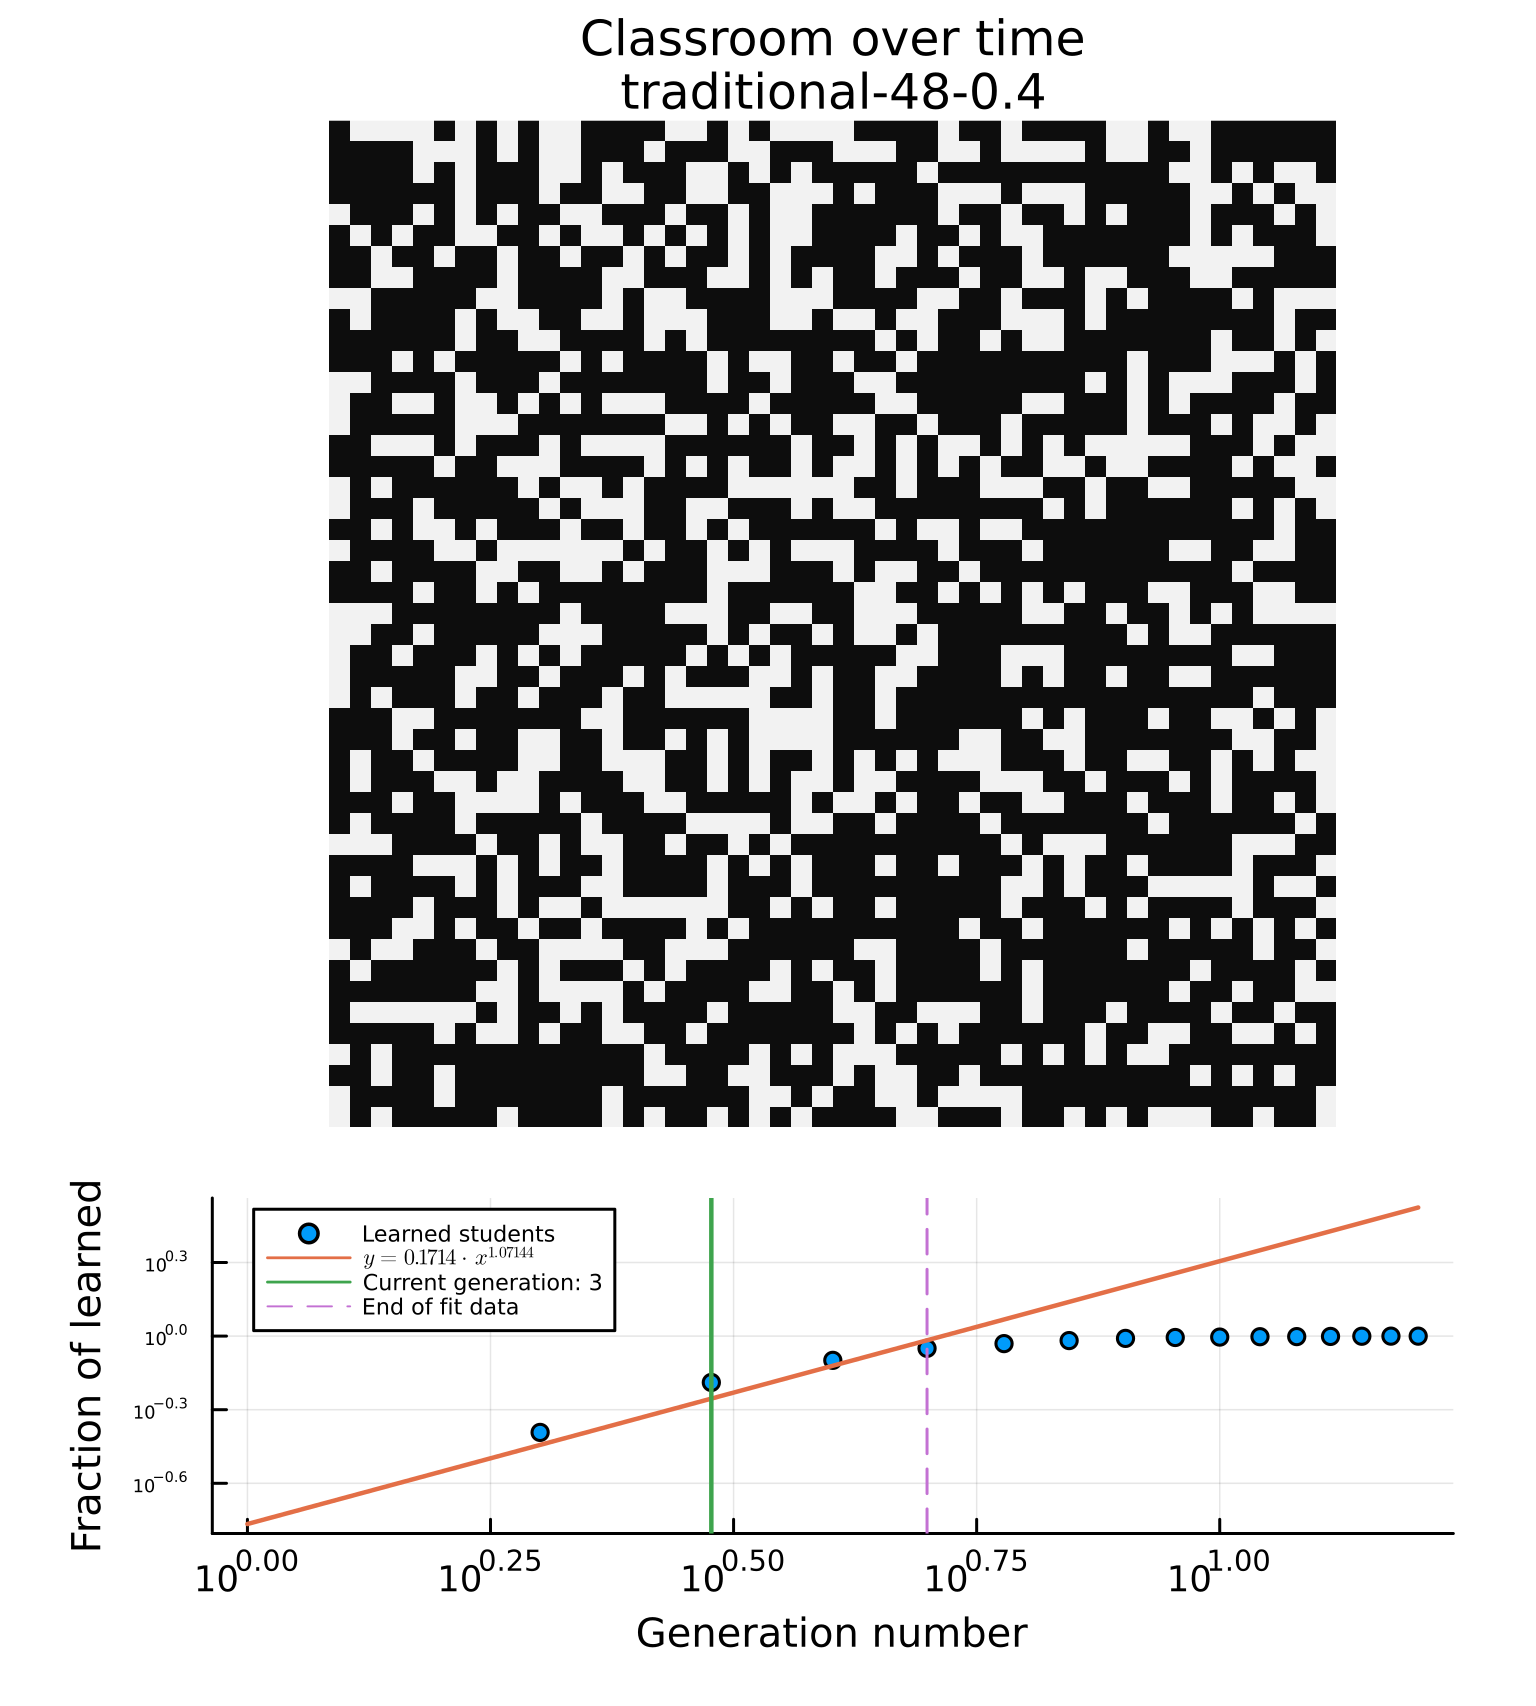 Classroom over time
traditional-48-0.4
Fraction of learned
10^0.3
10^0.0
10^−0.3
10^−0.6
Learned students
y = 0.1714 · x^1.07144
Current generation: 3
End of fit data
10^0.00 10^0.25 10^0.50 10^0.75 10^1.00
Generation number